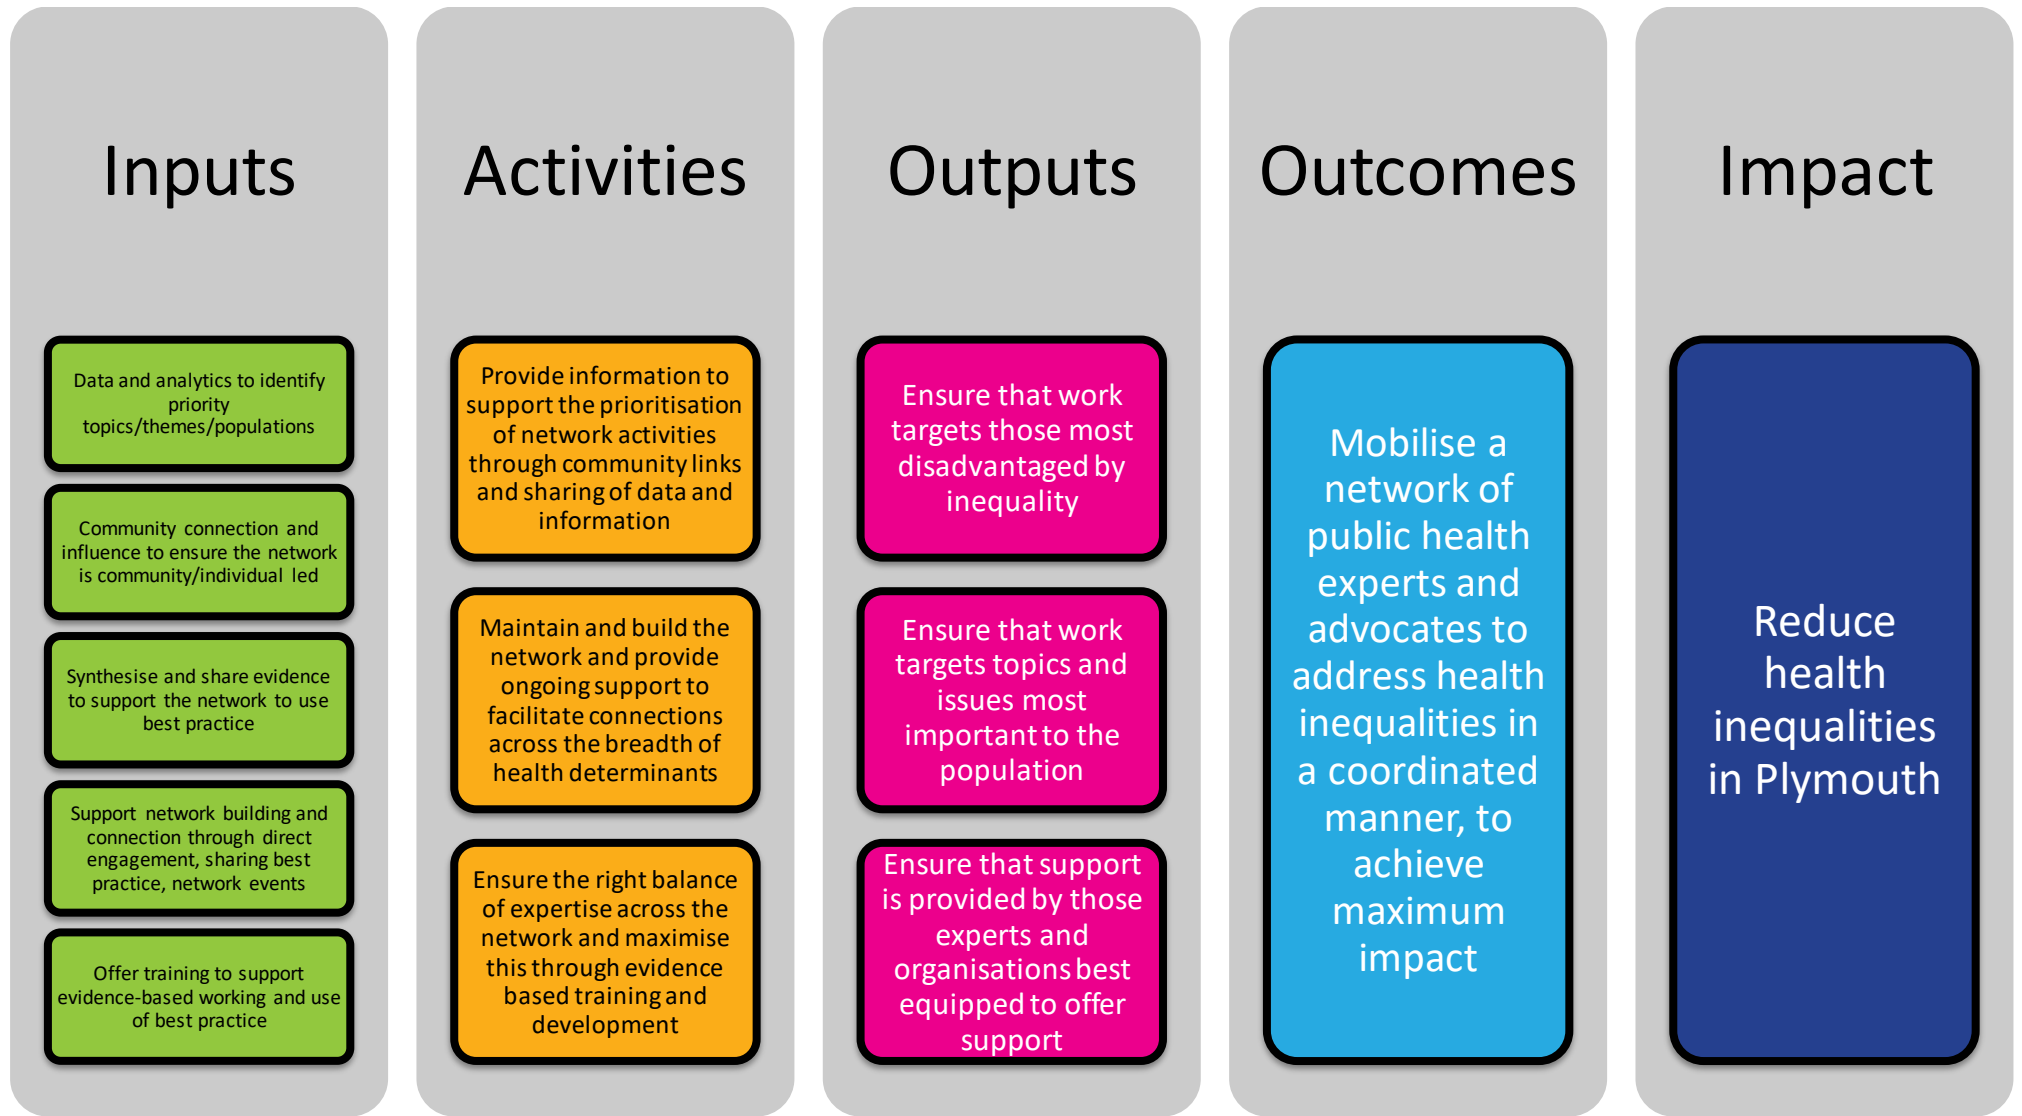 Inputs
Data and analytics to identify
priority
topics/themes/populations
Community connection and
influence to ensure the network
is community/individual led
Synthesise and share evidence
to support the network to use
best practice
Support network building and
connection through direct
engagement, sharing best
practice, network events
Offer training to support
evidence-based working and use
of best practice
Activities
Provide information to
support the prioritisation
of network activities
through community links
and sharing of data and
information
Maintain and build the
network and provide
ongoing support to
facilitate connections
across the breadth of
health determinants
Ensure the right balance
of expertise across the
network and maximise
this through evidence
based training and
development
Outputs
Ensure that work
targets those most
disadvantaged by
inequality
Ensure that work
targets topics and
issues most
important to the
population
Ensure that support
is provided by those
experts and
organisations best
equipped to offer
support
Outcomes
Mobilise a
network of
public health
experts and
advocates to
address health
inequalities in
a coordinated
manner, to
achieve
maximum
impact
Impact
Reduce
health
inequalities
in Plymouth